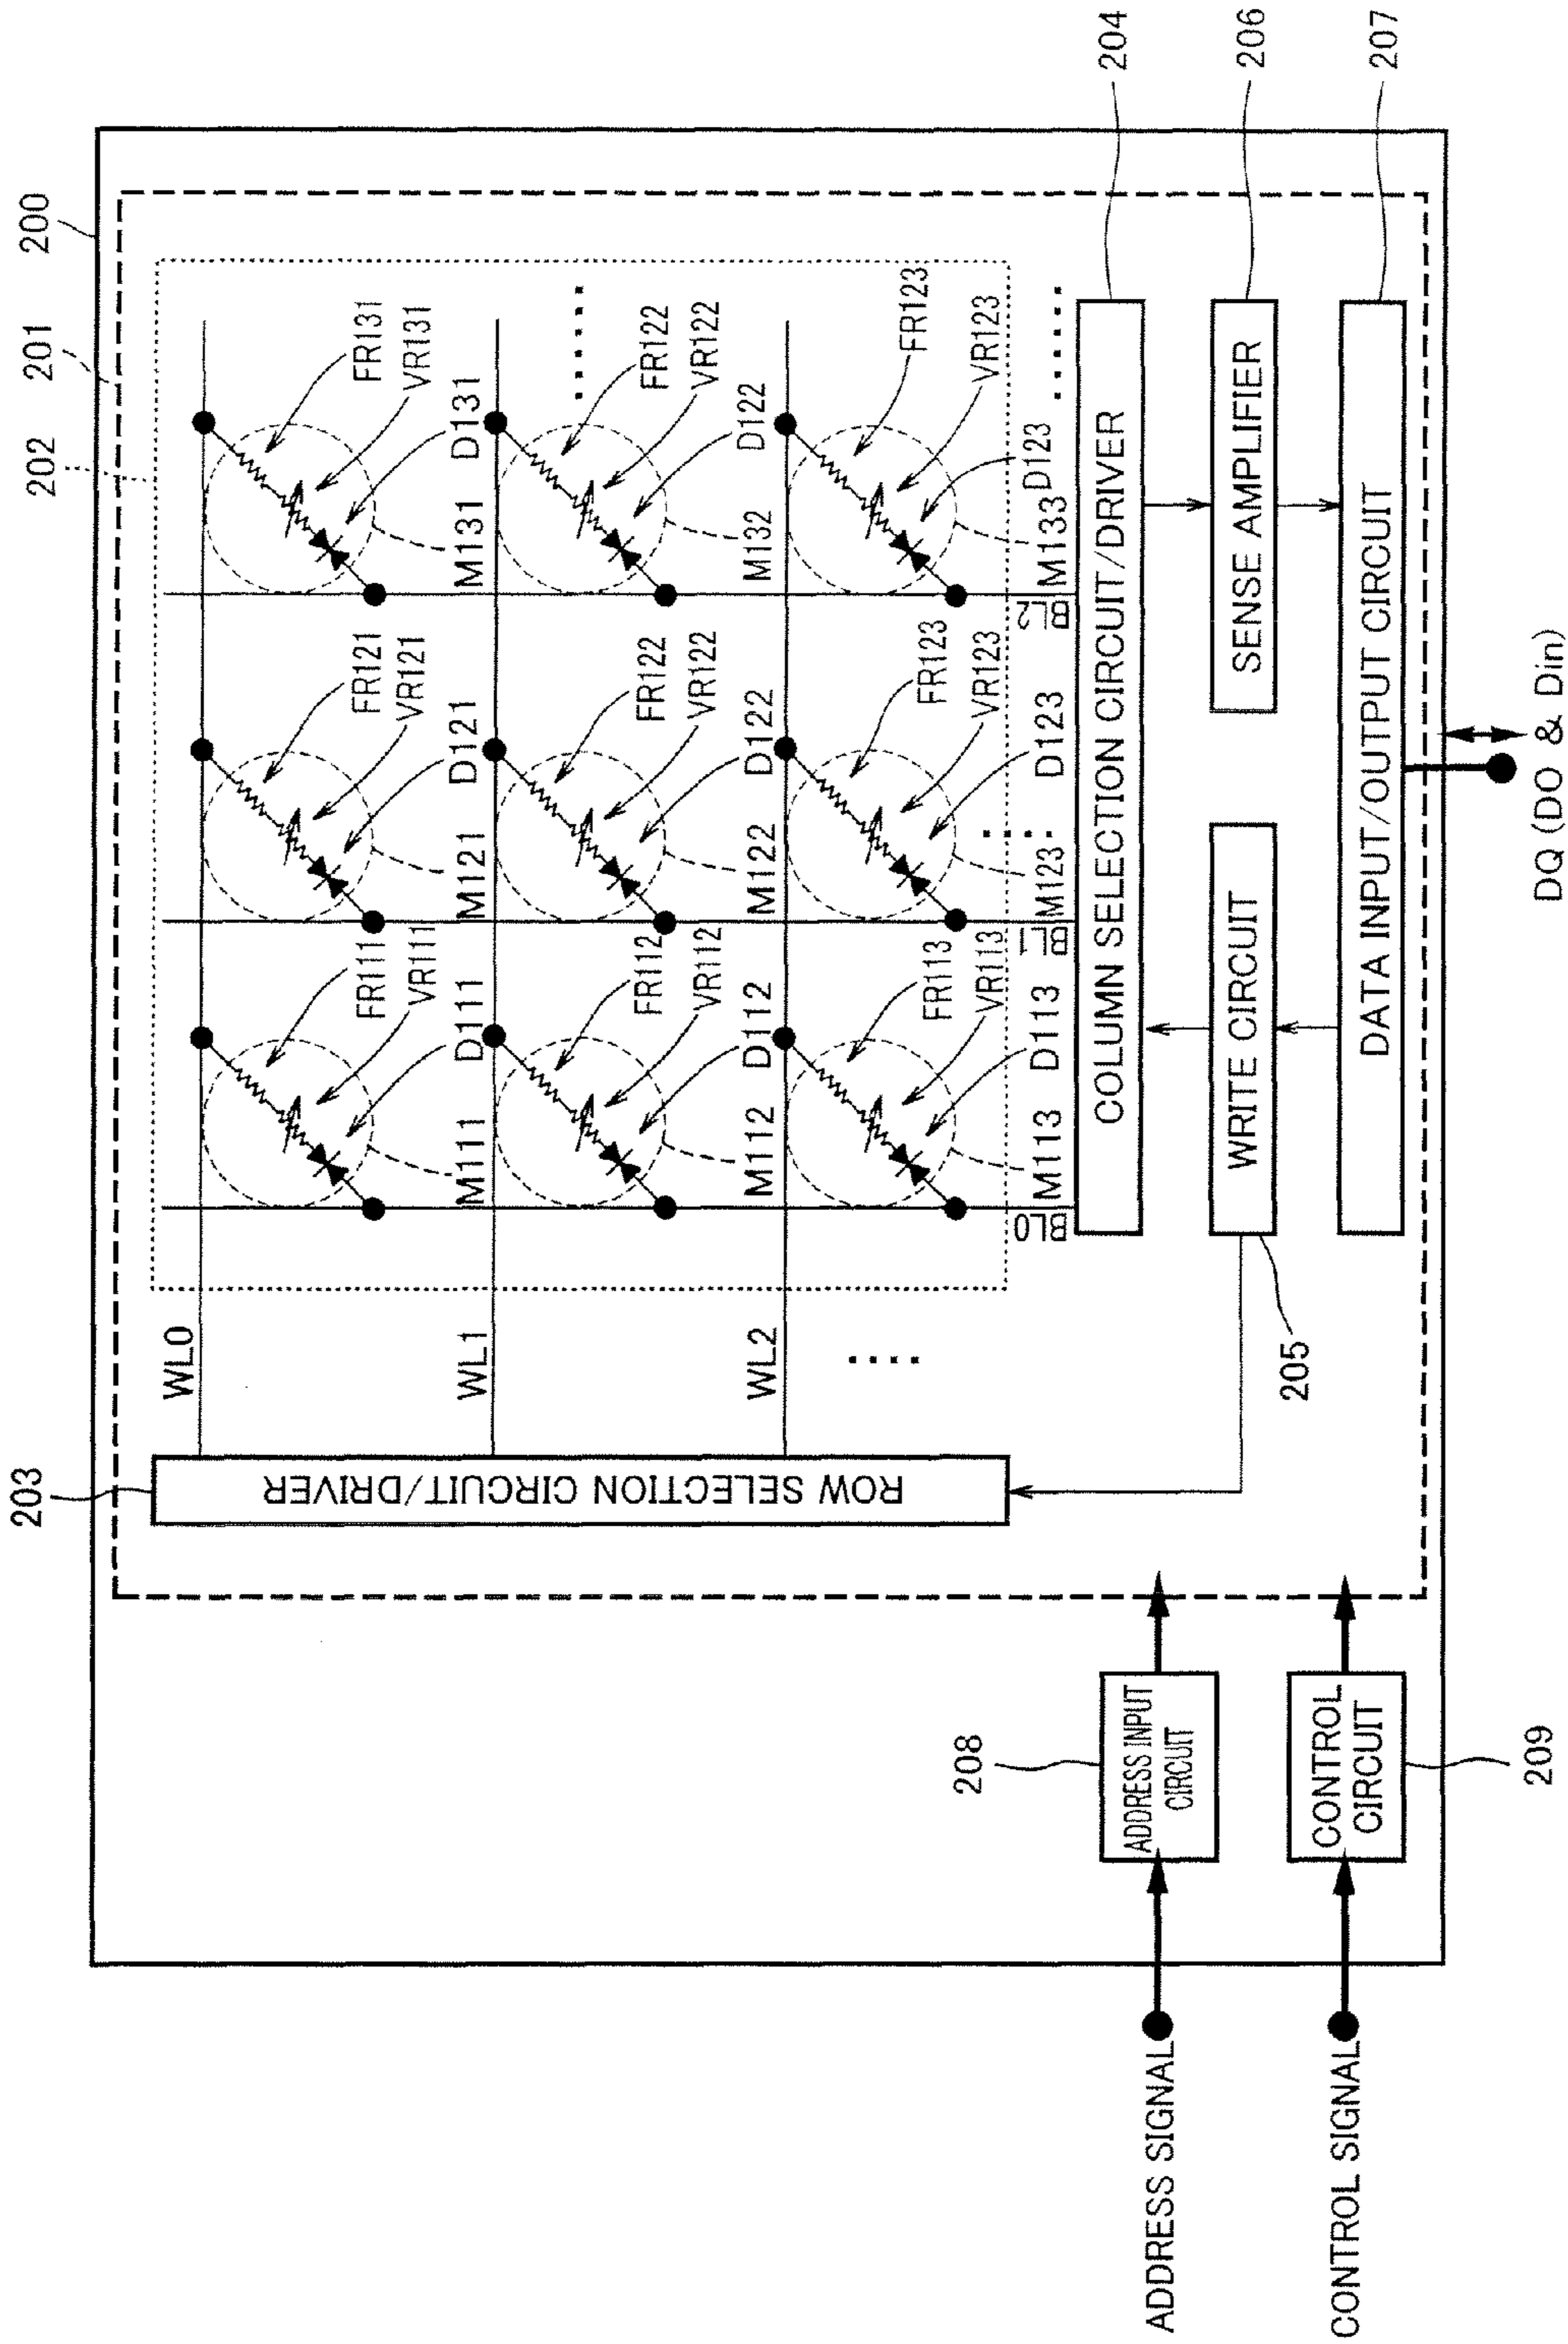 200
201
202
203
WL0
WL1
WL2
....
ROW SELECTION CIRCUIT/DRIVER
FR111
VR111
D111
M111
FR121
VR121
D121
M121
FR131
VR131
D131
M131
FR112
VR112
D112
M112
FR122
VR122
D122
M122
FR122
VR122
D122
M132
......
FR113
VR113
D113
M113
FR123
VR123
D123
M123
....
FR123
VR123
D123
M133
......
BL0
BL1
BL2
COLUMN SELECTION CIRCUIT/DRIVER
204
WRITE CIRCUIT
205
SENSE AMPLIFIER
206
DATA INPUT/OUTPUT CIRCUIT
207
208
ADDRESS INPUT
CIRCUIT
CONTROL
CIRCUIT
209
ADDRESS SIGNAL
CONTROL SIGNAL
DQ (DO & Din)